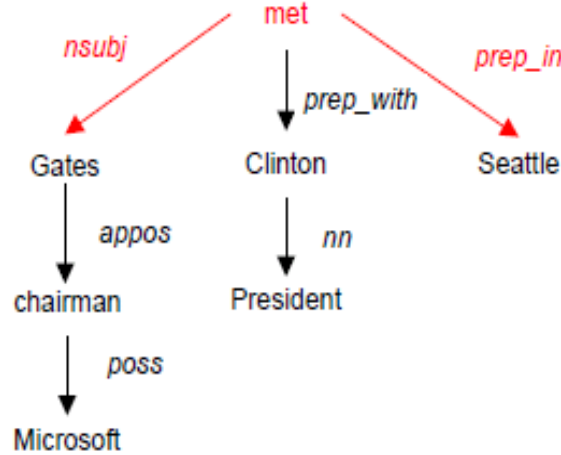 met
nsubj
prep_in
prep_with
Gates
Clinton
Seattle
appos
nn
chairman
President
poss
Microsoft